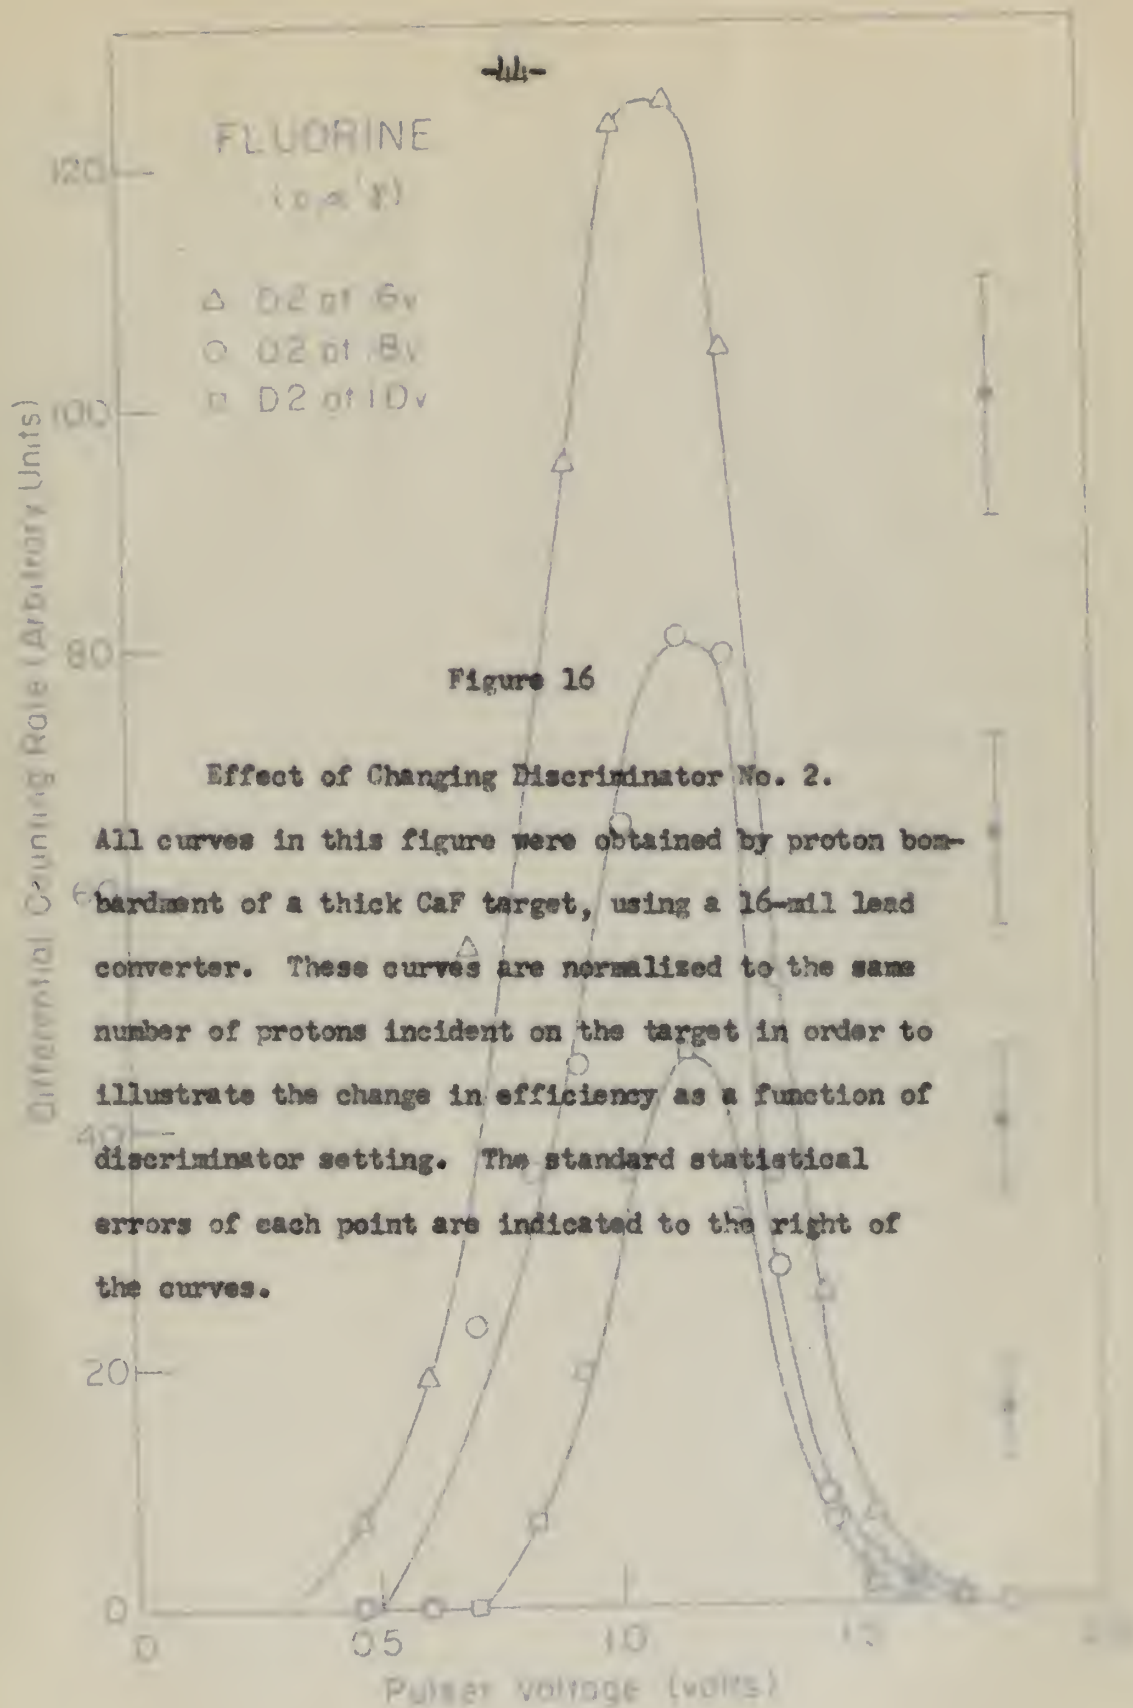 -44-
FLUORINE
120
△ D2 at .6v
○ D2 at .8v
□ D2 at 1.0v
100
Differential Counting Rate (Arbitrary Units)
80
Figure 16
Effect of Changing Discriminator No. 2.
All curves in this figure were obtained by proton bom-
bardment of a thick CaF target, using a 16-mil lead
converter. These curves are normalized to the same
number of protons incident on the target in order to
illustrate the change in efficiency as a function of
40
discriminator setting. The standard statistical
errors of each point are indicated to the right of
the curves.
20
0
0 0.5 1.0
Pulser Voltage (volts)